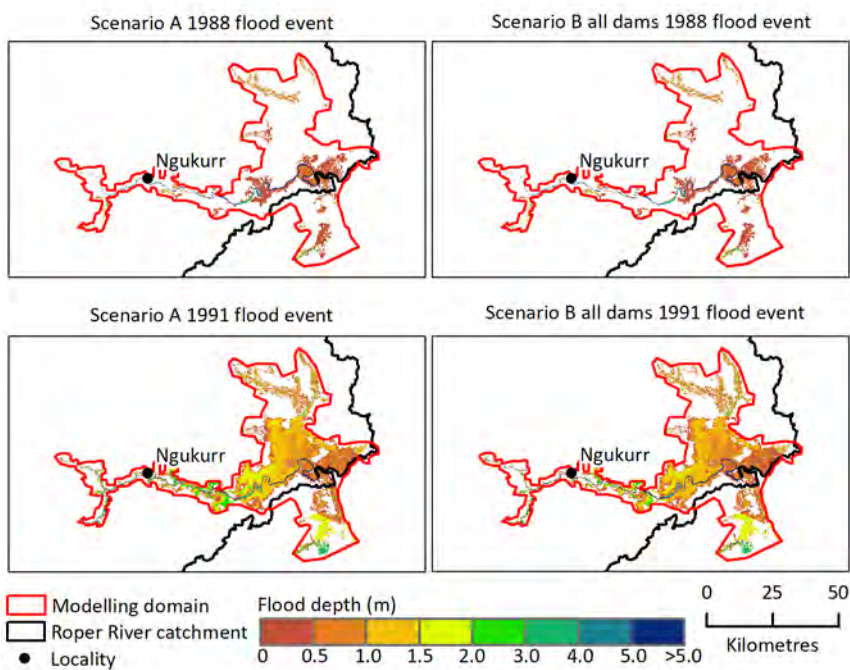 Scenario A 1988 flood event
Scenario B all dams 1988 flood event
Ngukurr
Ngukurr
Scenario A 1991 flood event
Scenario B all dams 1991 flood event
Ngukurr
Ngukurr
Modelling domain
Roper River catchment
Locality
Flood depth (m)
0 0.5 1.0 1.5 2.0 3.0 4.0 5.0 >5.0
0 25 50
Kilometres